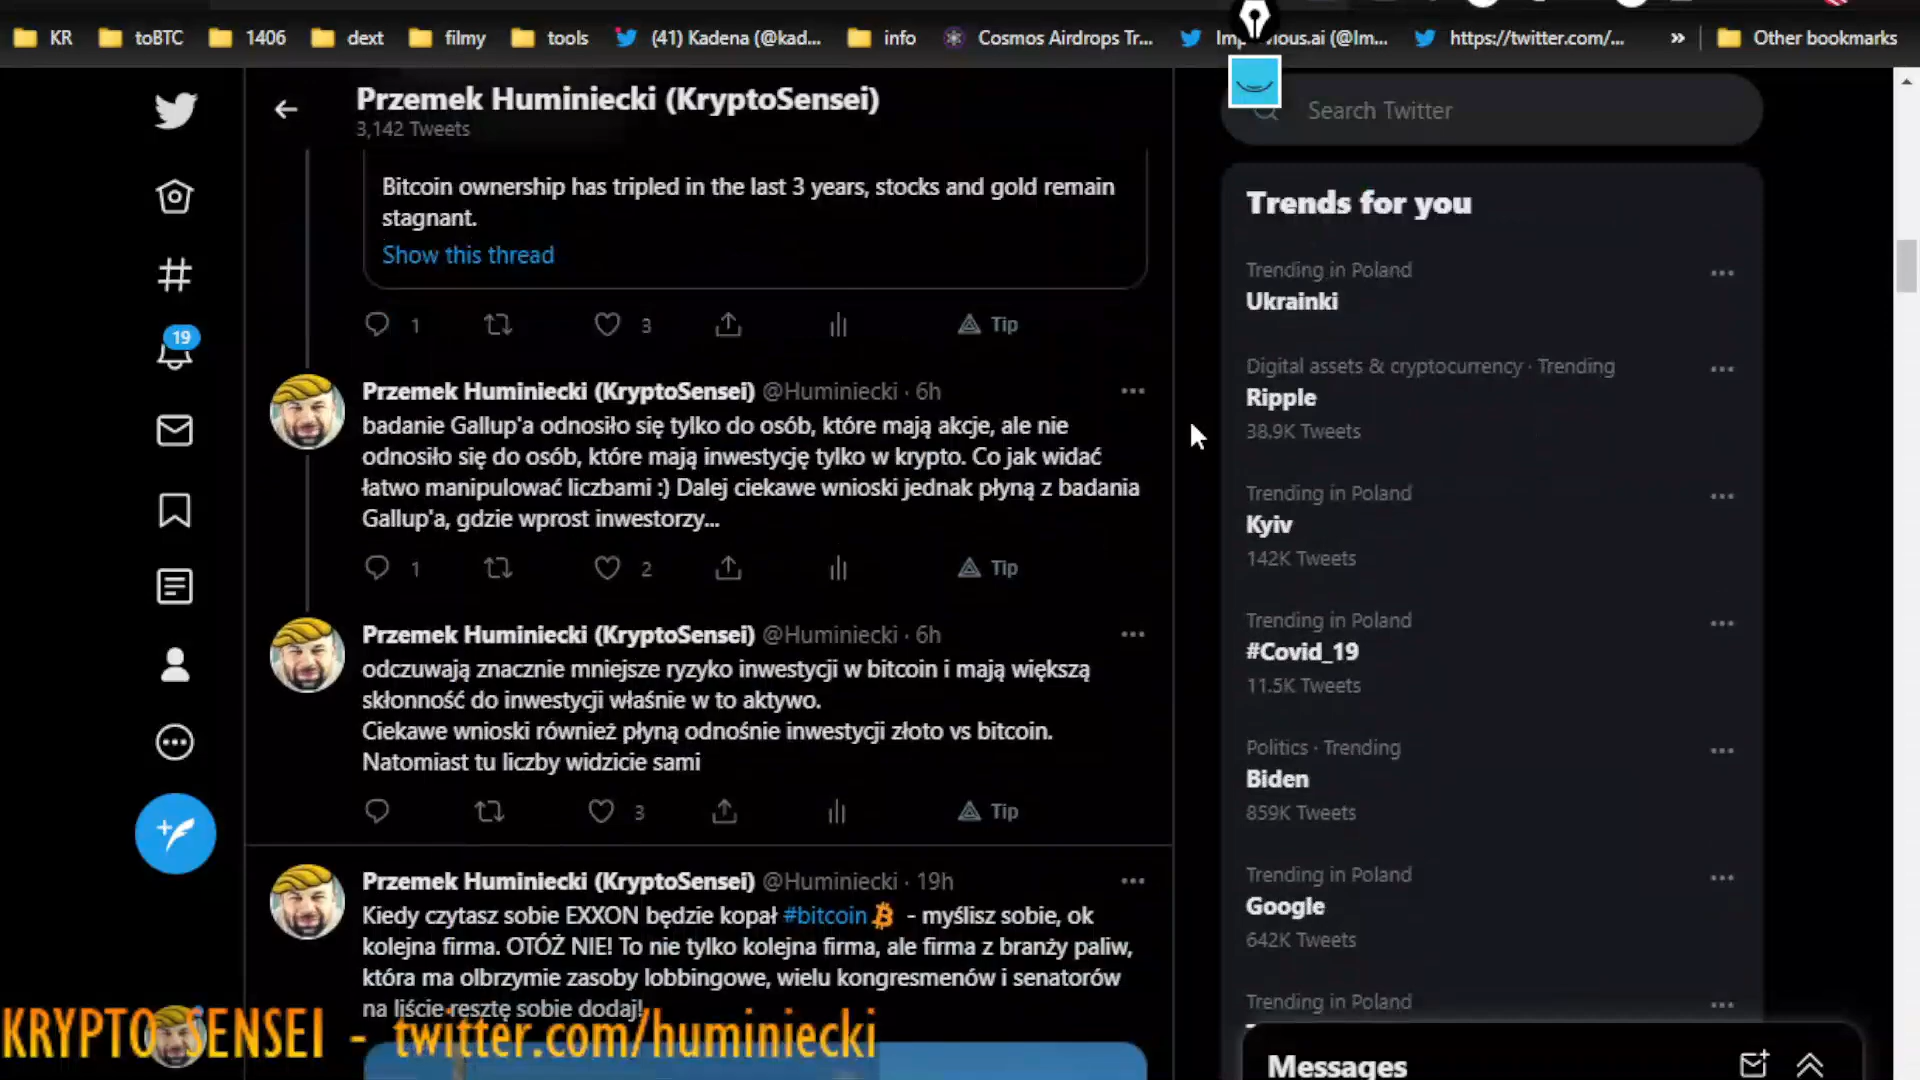 KR
toBTC
1406
dext
filmy
tools
(41) Kadena (@kad...
info
Cosmos Airdrops Tr...
https://twitter.com/...
»
Other bookmarks
Przemek Huminiecki (KryptoSensei)
3,142 Tweets
Search Twitter
Bitcoin ownership has tripled in the last 3 years, stocks and gold remain
stagnant.
Show this thread
1
3
Tip
19
Przemek Huminiecki (KryptoSensei) @Huminiecki · 6h
badanie Gallup'a odnosiło się tylko do osób, które mają akcje, ale nie
odnosiło się do osób, które mają inwestycję tylko w krypto. Co jak widać
łatwo manipulować liczbami :) Dalej ciekawe wnioski jednak płyną z badania
Gallup'a, gdzie wprost inwestorzy...
1
2
Tip
Przemek Huminiecki (KryptoSensei) @Huminiecki · 6h
odczuwają znacznie mniejsze ryzyko inwestycji w bitcoin i mają większą
skłonność do inwestycji właśnie w to aktywo.
Ciekawe wnioski również płyną odnośnie inwestycji złoto vs bitcoin.
Natomiast tu liczby widzicie sami
3
Tip
Przemek Huminiecki (KryptoSensei) @Huminiecki · 19h
Kiedy czytasz sobie EXXON będzie kopał #bitcoin - myślisz sobie, ok
kolejna firma. OTÓŻ NIE! To nie tylko kolejna firma, ale firma z branży paliw,
która ma olbrzymie zasoby lobbingowe, wielu kongresmenów i senatorów
na liście resztę sobie dodaj!
Trends for you
Trending in Poland
Ukrainki
Digital assets & cryptocurrency · Trending
Ripple
38.9K Tweets
Trending in Poland
Kyiv
142K Tweets
Trending in Poland
#Covid_19
11.5K Tweets
Politics · Trending
Biden
859K Tweets
Trending in Poland
Google
642K Tweets
Trending in Poland
Messages
KRYPTO SENSEI - twitter.com/huminiecki